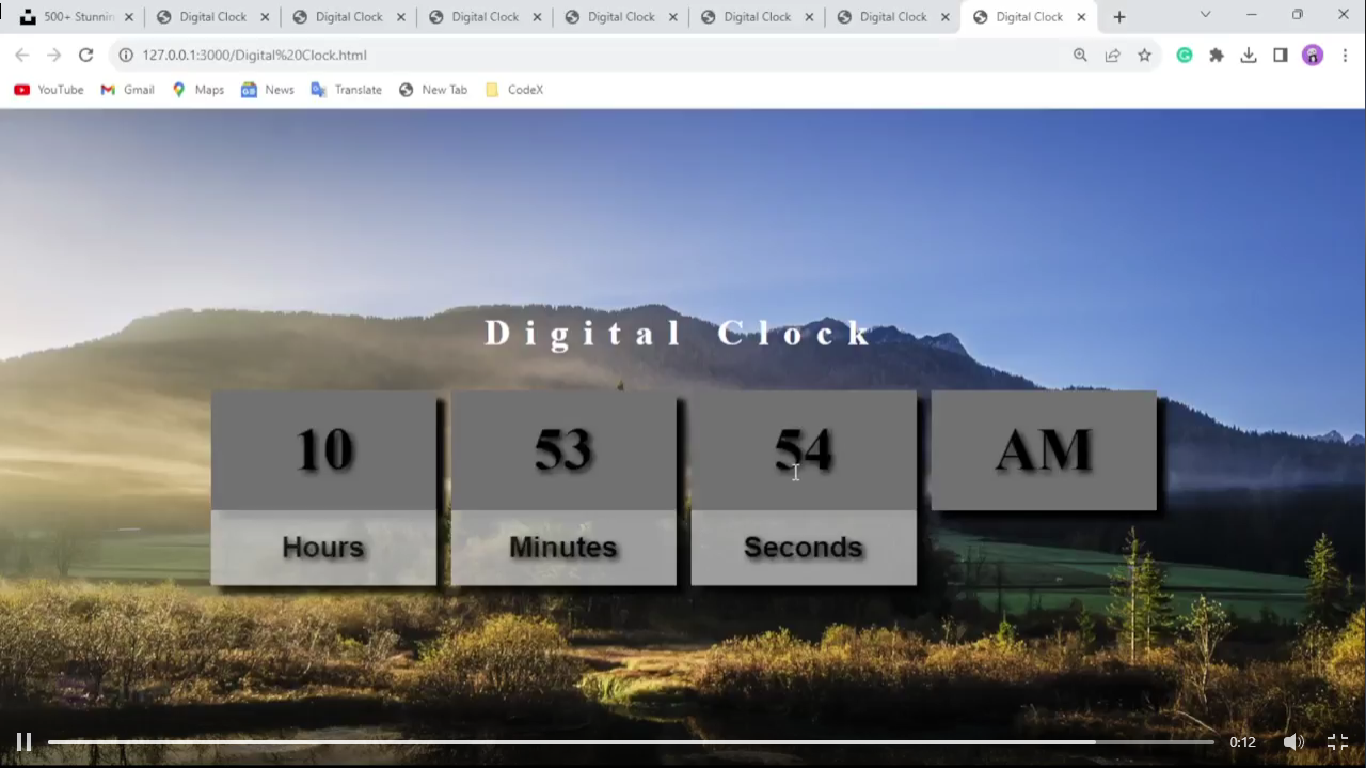 500+ Stunnin Digital Clock Digital Clock Digital Clock Digital Clock Digital Clock Digital Clock Digital Clock
127.0.0.1:3000/Digital%20Clock.html
YouTube Gmail Maps News Translate New Tab CodeX
Digital Clock
10 53 54 AM
Hours Minutes Seconds
0:12